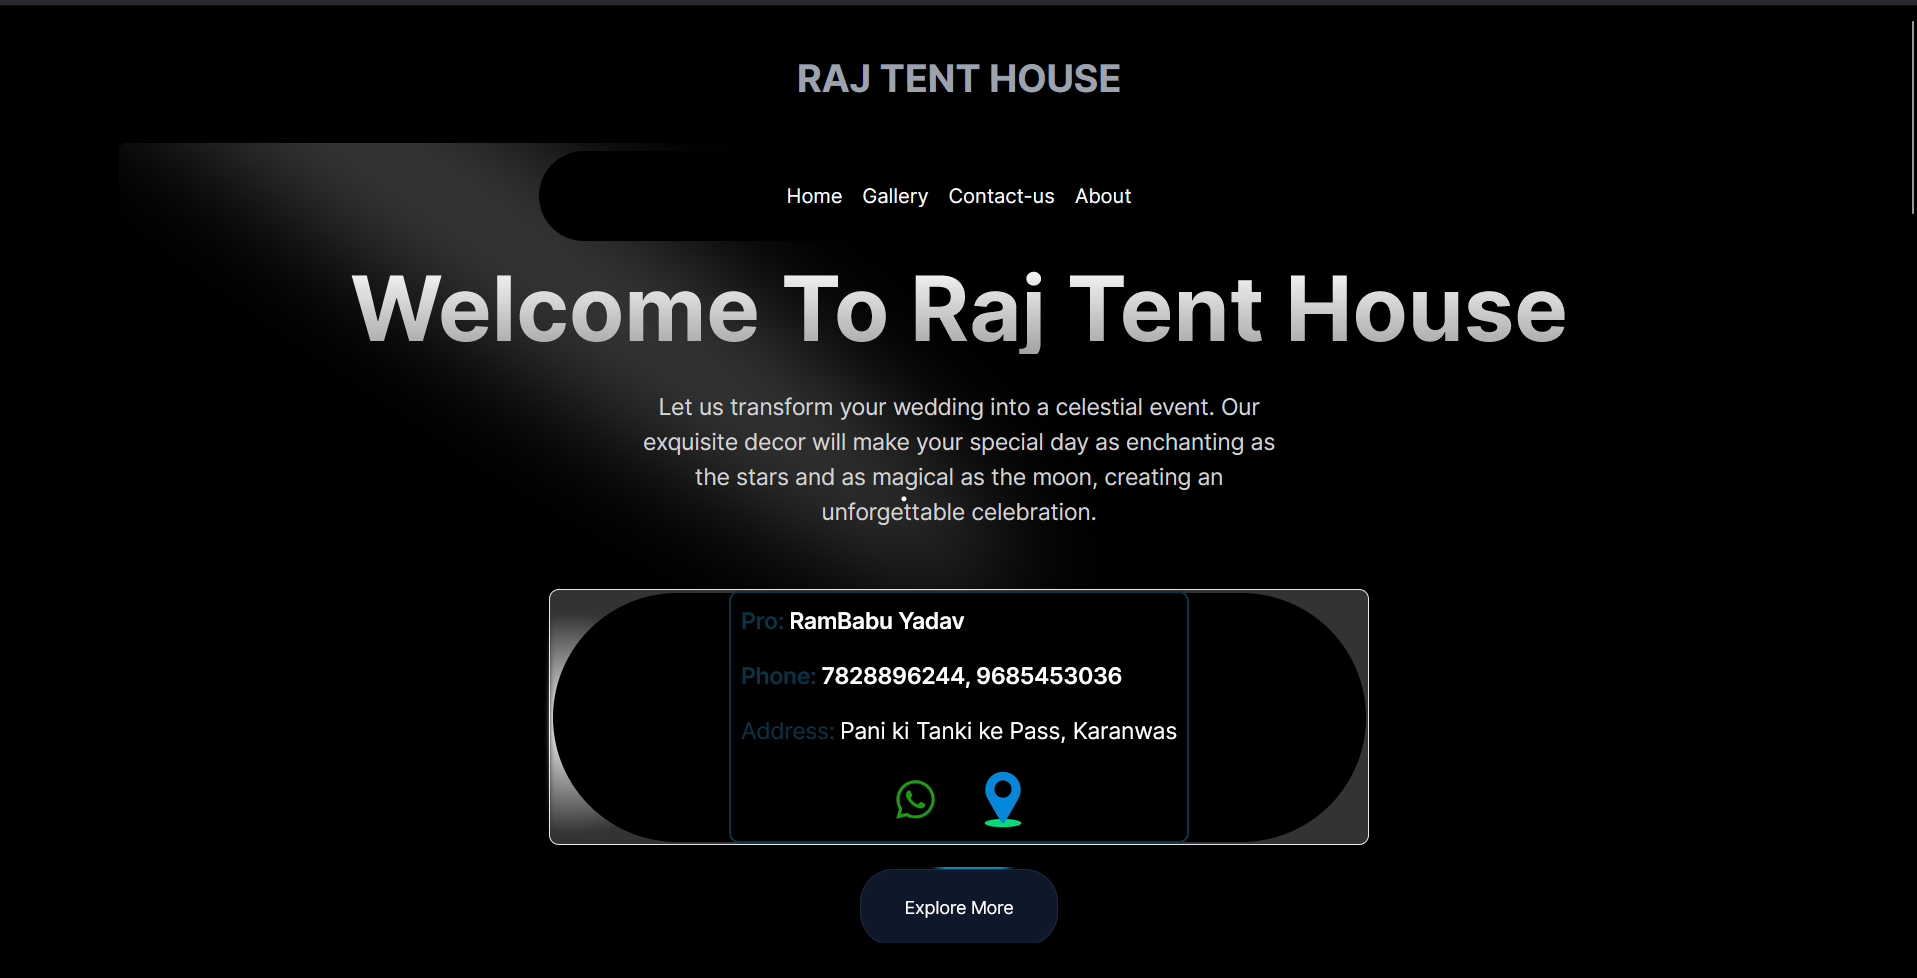 RAJ TENT HOUSE
Home Gallery Contact-us About
Welcome To Raj Tent House
Let us transform your wedding into a celestial event. Our
exquisite decor will make your special day as enchanting as
the stars and as magical as the moon, creating an
unforgettable celebration.
Pro: RamBabu Yadav
Phone: 7828896244, 9685453036
Address: Pani ki Tanki ke Pass, Karanwas
Explore More